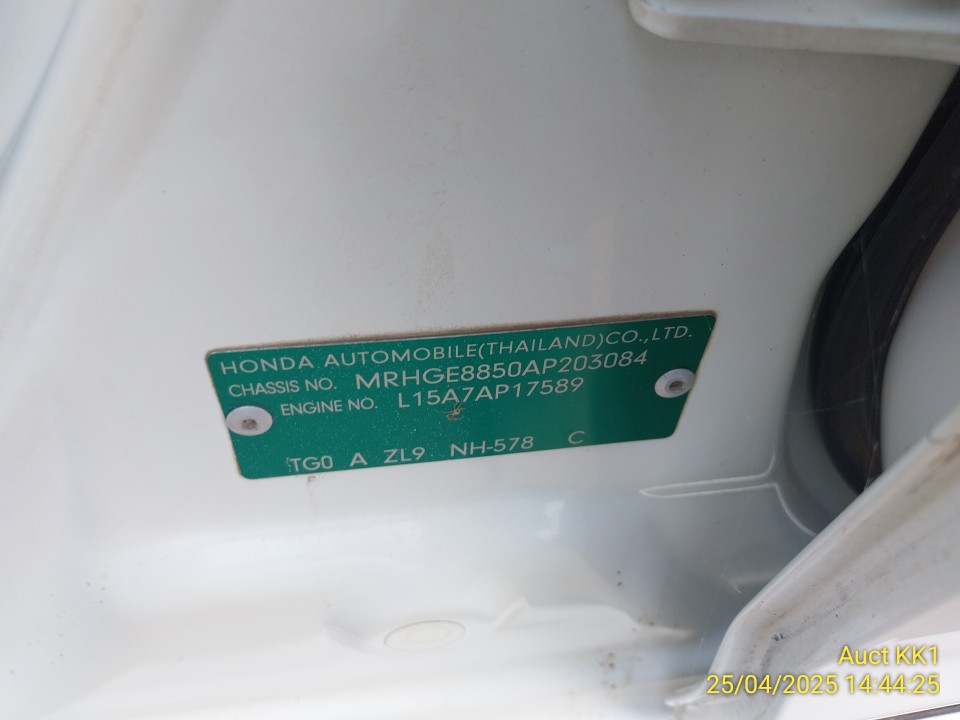 HONDA AUTOMOBILE(THAILAND)CO.,LTD.
CHASSIS NO. MRHGE8850AP203084
ENGINE NO. L15A7AP17589
TG0 A ZL9 NH-578 C
Auct KK1
25/04/2025 14:44:25